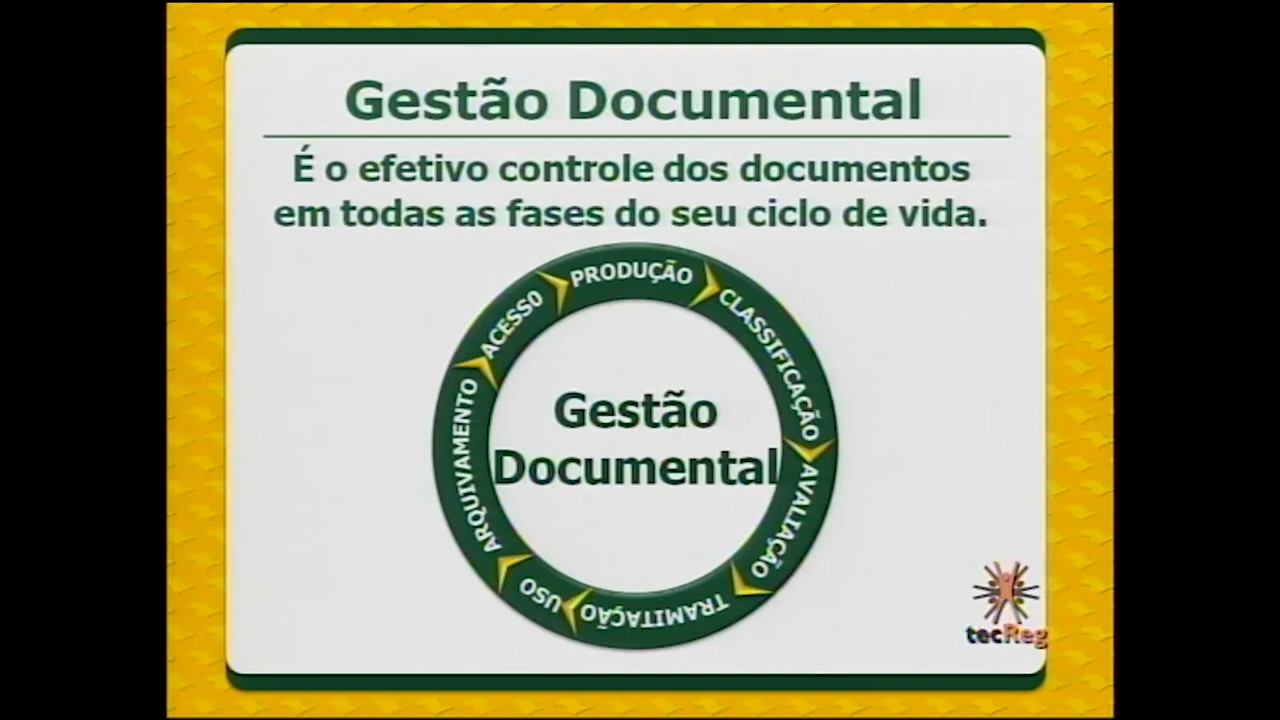 Gestão Documental
É o efetivo controle dos documentos
em todas as fases do seu ciclo de vida.
PRODUÇÃO
CLASSIFICAÇÃO
AVALIAÇÃO
TRAMITAÇÃO
USO
ARQUIVAMENTO
ACESSO
Gestão
Documental
tecReg